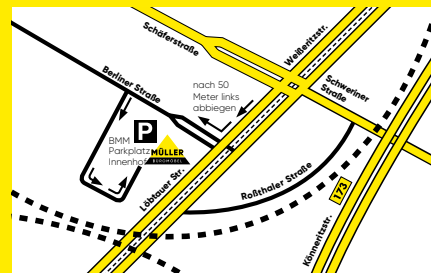 Schäferstraße
Weißeritzstr.
Berliner Straße
nach 50
Meter links
abbiegen
Schweriner
Straße
P
BMM
Parkplatz
Innenhof
MÜLLER
BÜROMÖBEL
Löbtauer Str.
Roßthaler Straße
173
Könneritzstr.